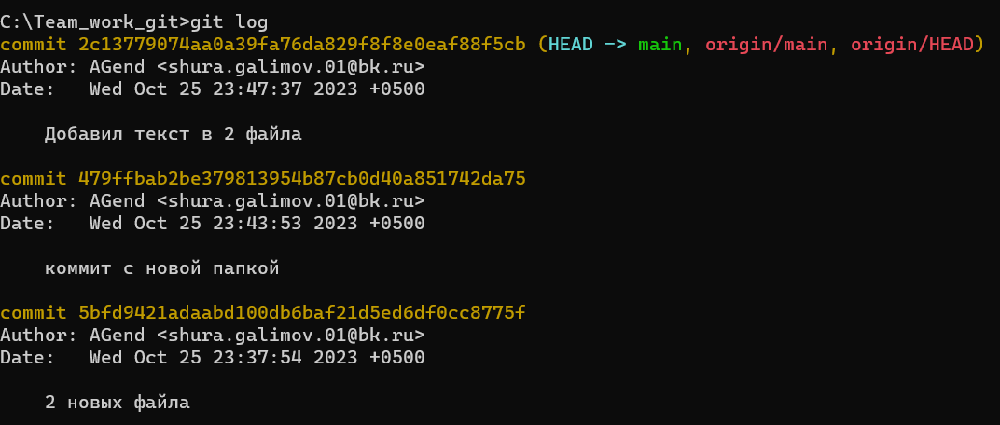 C:\Team_work_git>git log
commit 2c13779074aa0a39fa76da829f8f8e0eaf88f5cb (HEAD -> main, origin/main, origin/HEAD)
Author: AGend <shura.galimov.01@bk.ru>
Date:   Wed Oct 25 23:47:37 2023 +0500
Добавил текст в 2 файла
commit 479ffbab2be379813954b87cb0d40a851742da75
Author: AGend <shura.galimov.01@bk.ru>
Date:   Wed Oct 25 23:43:53 2023 +0500
коммит с новой папкой
commit 5bfd9421adaabd100db6baf21d5ed6df0cc8775f
Author: AGend <shura.galimov.01@bk.ru>
Date:   Wed Oct 25 23:37:54 2023 +0500
2 новых файла